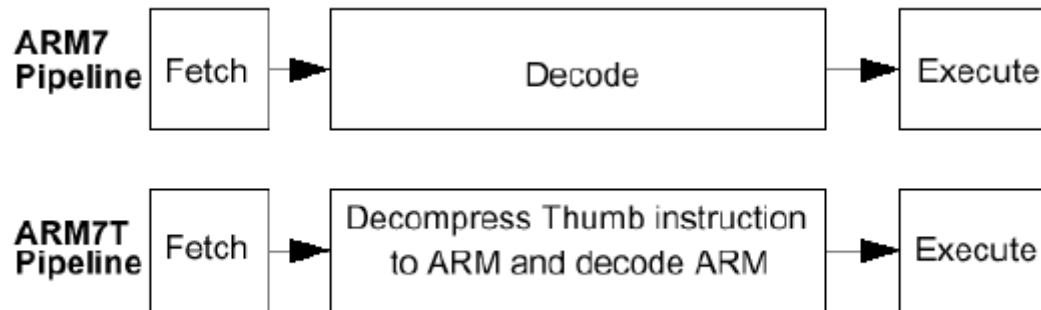 ARM7
Pipeline
Fetch
Decode
Execute
ARM7T
Pipeline
Fetch
Decompress Thumb instruction
to ARM and decode ARM
Execute